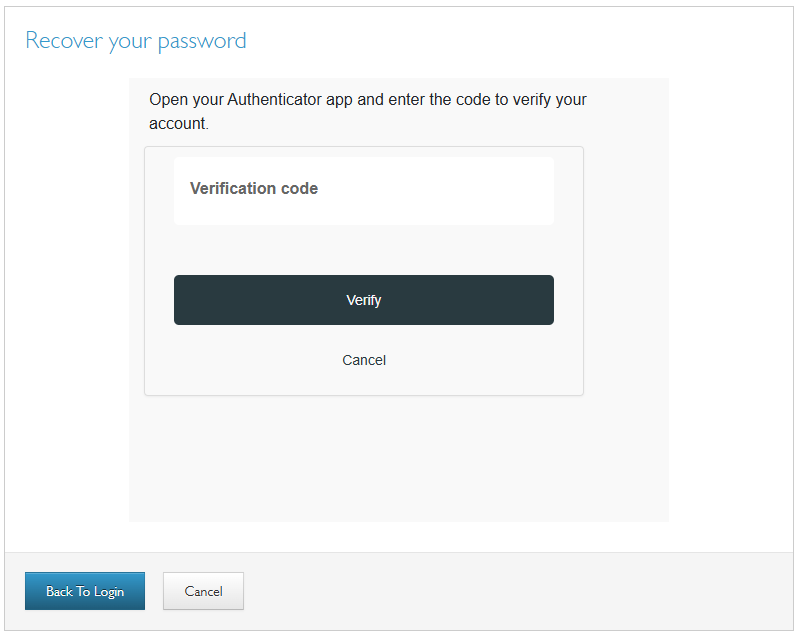 Recover your password
Open your Authenticator app and enter the code to verify your
account.
Verification code
Verify
Cancel
Back To Login
Cancel